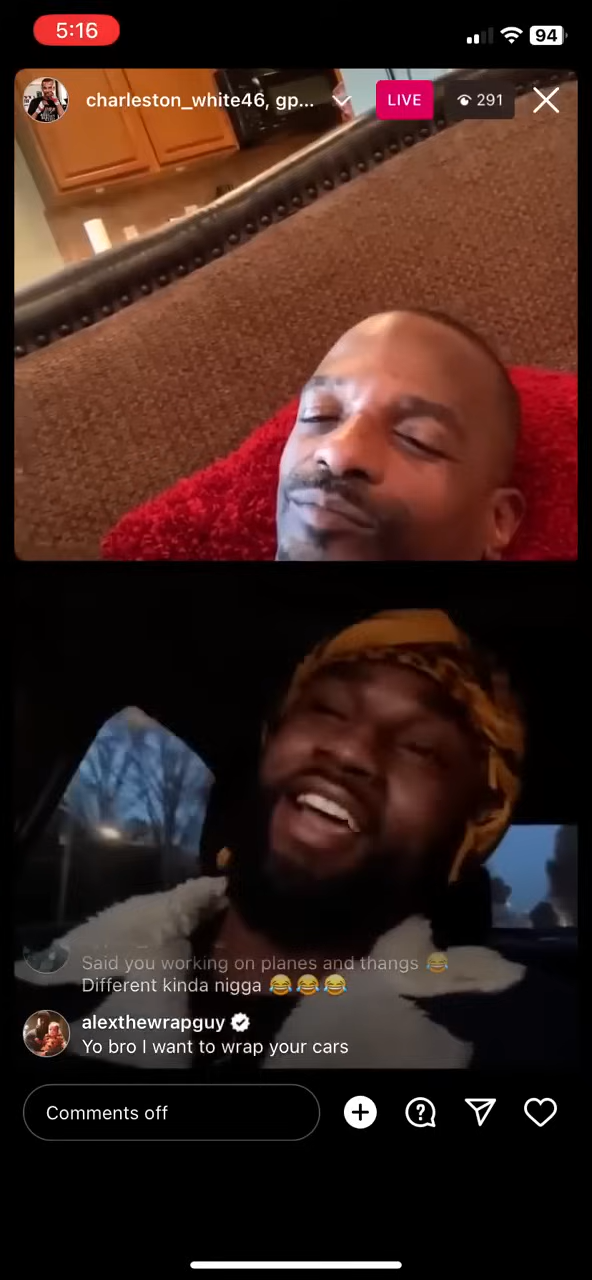 5:16
94
charleston_white46, gp...
LIVE
291
Said you working on planes and thangs 😂
Different kinda nigga 😂😂😂
alexthewrapguy
Yo bro I want to wrap your cars
Comments off